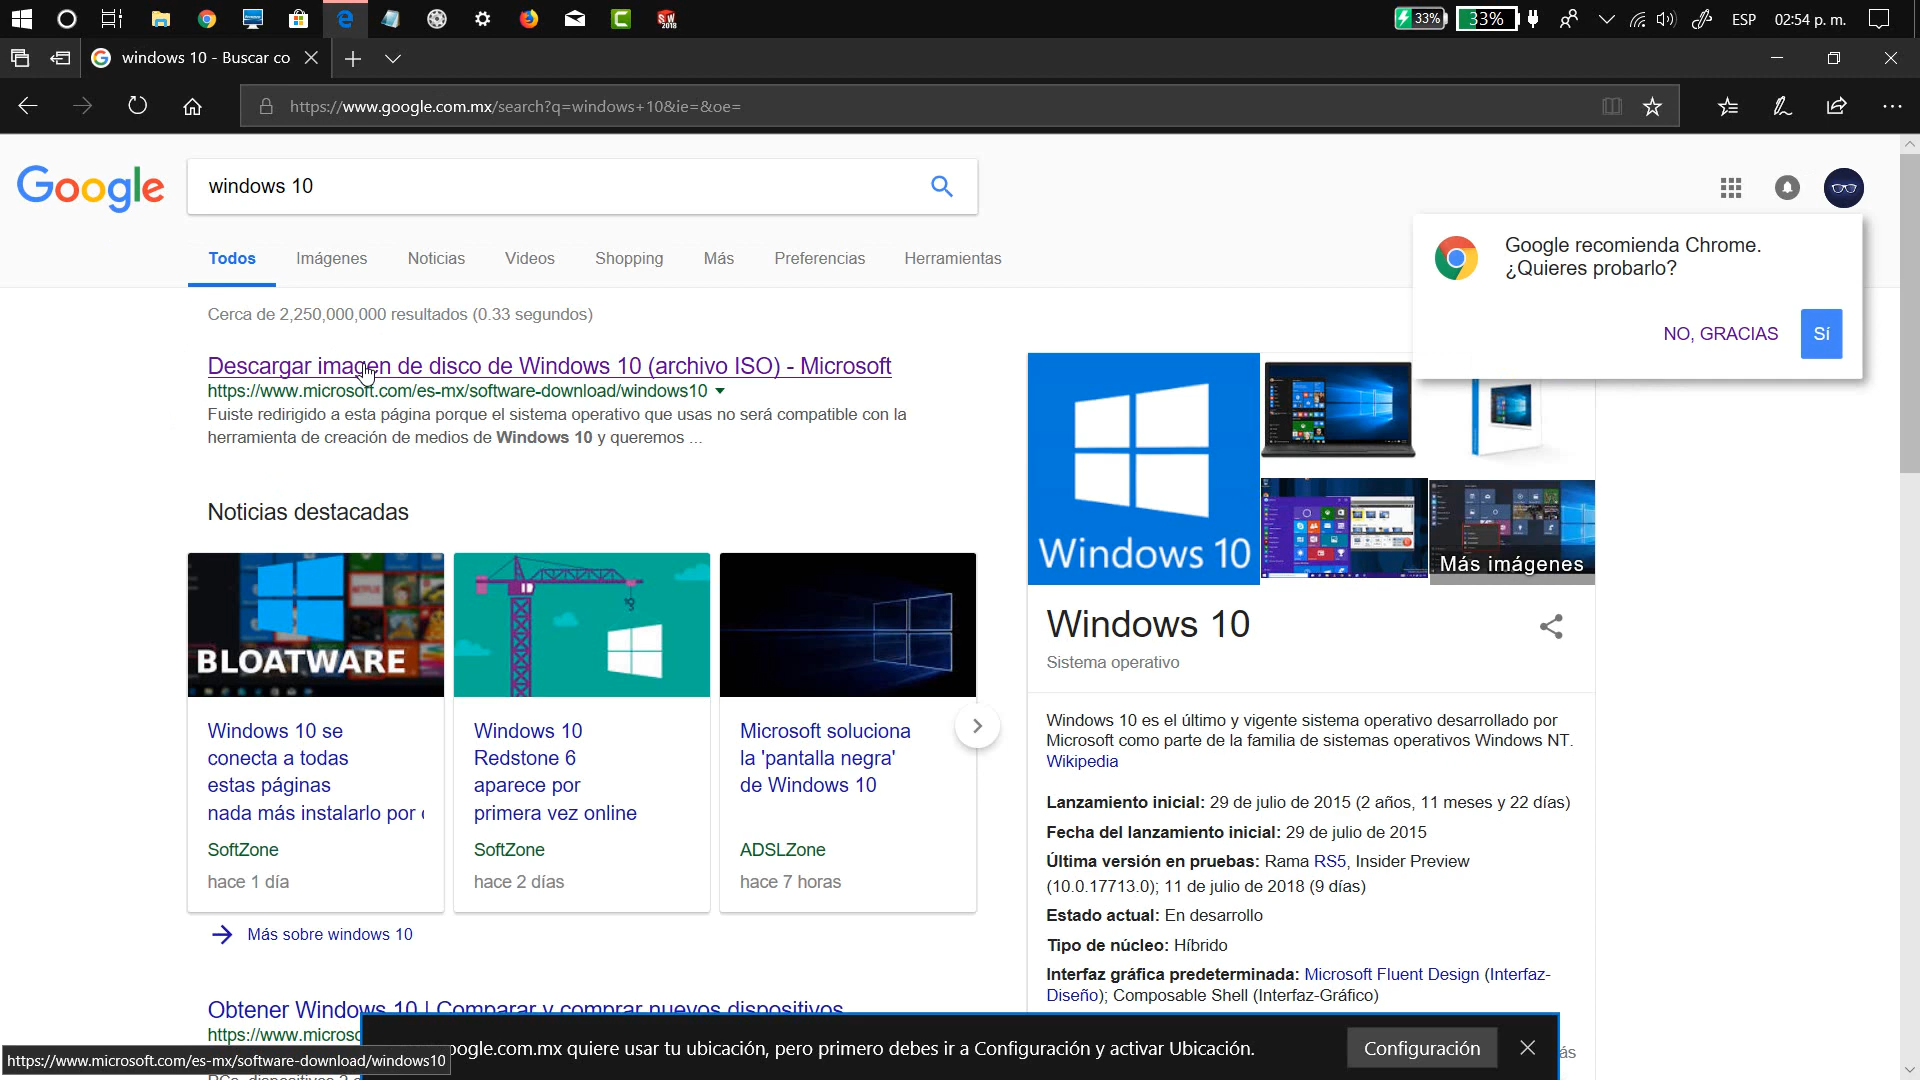 33%
33%
ESP
02:54 p. m.
windows 10 - Buscar co
https://www.google.com.mx/search?q=windows+10&ie=&oe=
Google
windows 10
Todos
Imágenes
Noticias
Videos
Shopping
Más
Preferencias
Herramientas
Google recomienda Chrome.
¿Quieres probarlo?
NO, GRACIAS
Sí
Cerca de 2,250,000,000 resultados (0.33 segundos)
Descargar imagen de disco de Windows 10 (archivo ISO) - Microsoft
https://www.microsoft.com/es-mx/software-download/windows10
Fuiste redirigido a esta página porque el sistema operativo que usas no será compatible con la
herramienta de creación de medios de Windows 10 y queremos ...
Noticias destacadas
BLOATWARE
Windows 10 se
conecta a todas
estas páginas
nada más instalarlo por
SoftZone
hace 1 día
Windows 10
Redstone 6
aparece por
primera vez online
SoftZone
hace 2 días
Microsoft soluciona
la 'pantalla negra'
de Windows 10
ADSLZone
hace 7 horas
Más sobre windows 10
Obtener Windows 10 | Comparar y comprar nuevos dispositivos
https://www.microso
Windows 10
Más imágenes
Windows 10
Sistema operativo
Windows 10 es el último y vigente sistema operativo desarrollado por
Microsoft como parte de la familia de sistemas operativos Windows NT.
Wikipedia
Lanzamiento inicial: 29 de julio de 2015 (2 años, 11 meses y 22 días)
Fecha del lanzamiento inicial: 29 de julio de 2015
Última versión en pruebas: Rama RS5, Insider Preview
(10.0.17713.0); 11 de julio de 2018 (9 días)
Estado actual: En desarrollo
Tipo de núcleo: Híbrido
Interfaz gráfica predeterminada: Microsoft Fluent Design (Interfaz-
Diseño); Composable Shell (Interfaz-Gráfico)
oogle.com.mx quiere usar tu ubicación, pero primero debes ir a Configuración y activar Ubicación.
Configuración
https://www.microsoft.com/es-mx/software-download/windows10